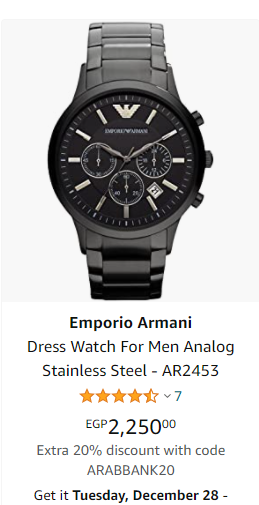 EMPORIO ARMANI
Emporio Armani
Dress Watch For Men Analog
Stainless Steel - AR2453
7
EGP2,25000
Extra 20% discount with code
ARABBANK20
Get it Tuesday, December 28 -